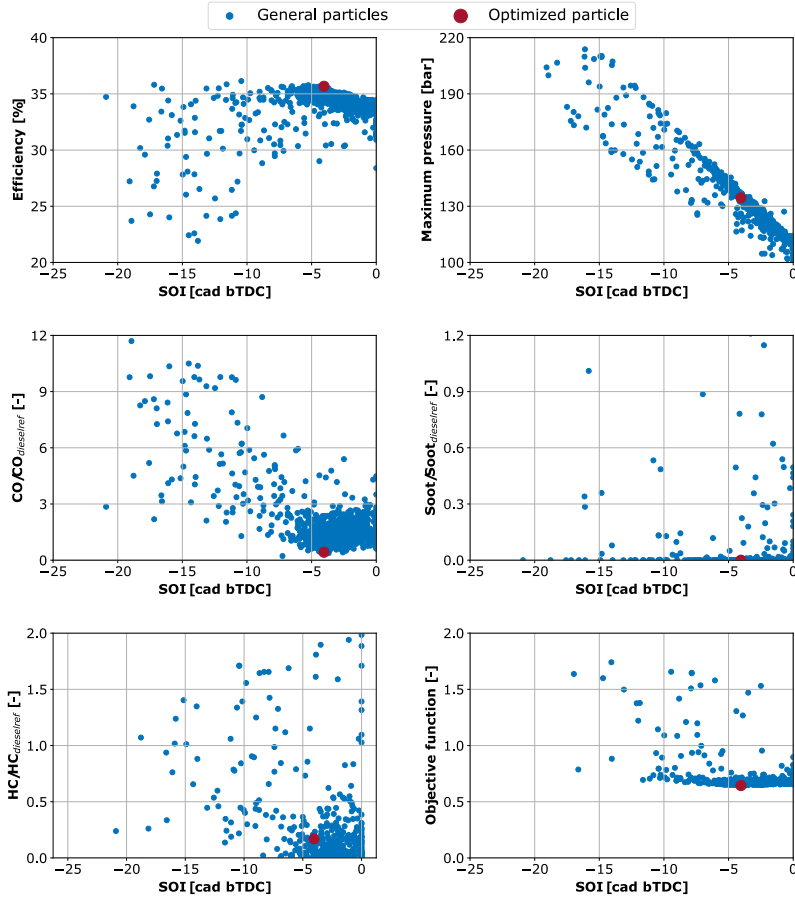 General particles Optimized particle
40
35
30
25
20
Efficiency [%]
−25 −20 −15 −10 −5 0
SOI [cad bTDC]
220
190
160
130
100
Maximum pressure [bar]
−25 −20 −15 −10 −5 0
SOI [cad bTDC]
12
9
6
3
0
CO/CO dieselref [-]
−25 −20 −15 −10 −5 0
SOI [cad bTDC]
1.2
0.9
0.6
0.3
0.0
Soot/Soot dieselref [-]
−25 −20 −15 −10 −5 0
SOI [cad bTDC]
2.0
1.5
1.0
0.5
0.0
HC/HC dieselref [-]
−25 −20 −15 −10 −5 0
SOI [cad bTDC]
2.0
1.5
1.0
0.5
0.0
Objective function [-]
−25 −20 −15 −10 −5 0
SOI [cad bTDC]